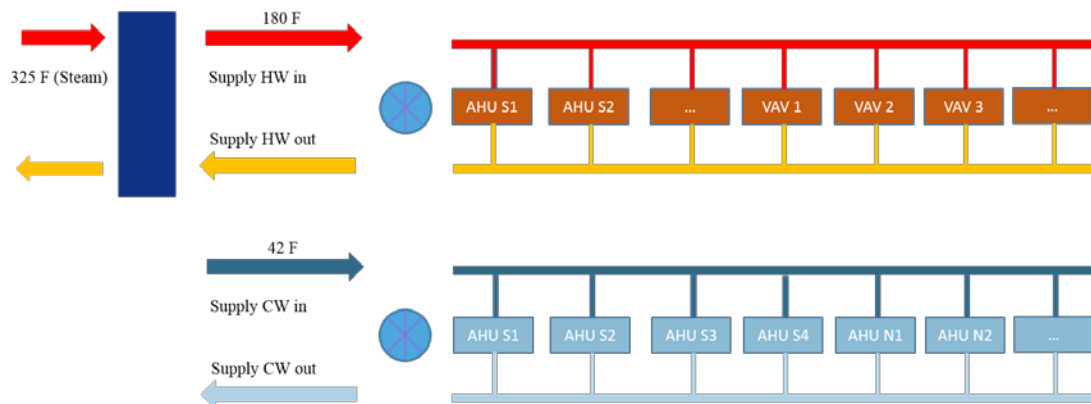 180 F
325 F (Steam)
Supply HW in
AHU S1 AHU S2 ... VAV 1 VAV 2 VAV 3 ...
Supply HW out
42 F
Supply CW in
AHU S1 AHU S2 AHU S3 AHU S4 AHU N1 AHU N2 ...
Supply CW out